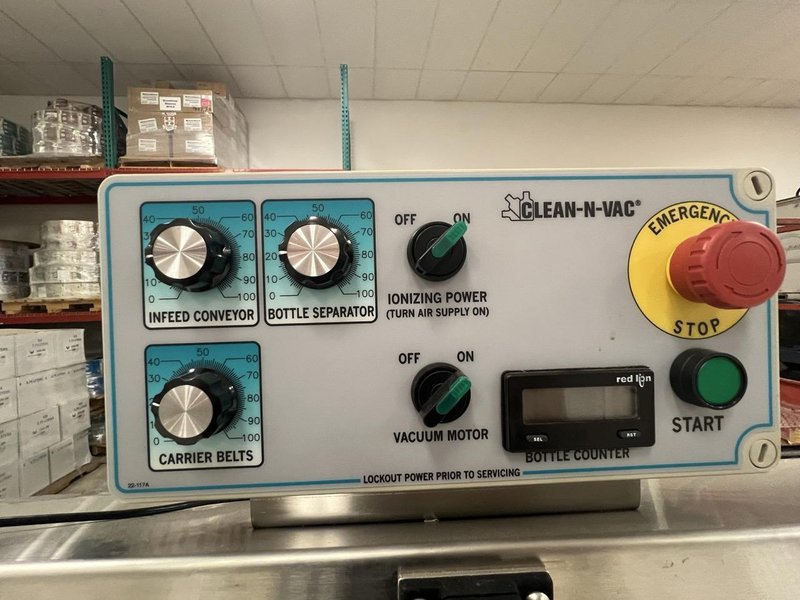 50
40
60
30
70
20
80
10
90
0
100
INFEED CONVEYOR
50
40
60
30
70
20
80
10
90
0
100
BOTTLE SEPARATOR
OFF
ON
IONIZING POWER
(TURN AIR SUPPLY ON)
CLEAN-N-VAC®
EMERGENCY
STOP
50
40
60
30
70
80
90
0
100
CARRIER BELTS
OFF
ON
VACUUM MOTOR
red lion
SEL
RST
BOTTLE COUNTER
START
22-117A
LOCKOUT POWER PRIOR TO SERVICING